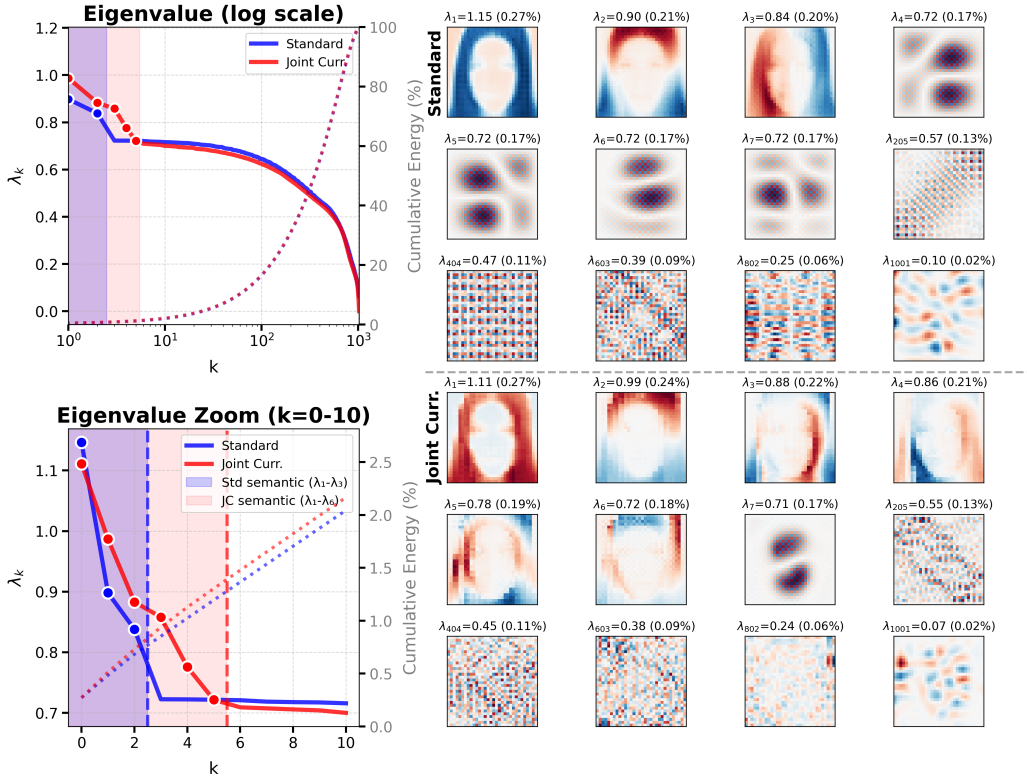 Eigenvalue (log scale)
1.2
1.0
0.8
0.6
0.4
0.2
0.0
λk
10⁰
10¹
10²
10³
k
100
80
60
40
20
0
Cumulative Energy (%)
Standard
Joint Curr.
Eigenvalue Zoom (k=0-10)
1.1
1.0
0.9
0.8
0.7
λk
0
2
4
6
8
10
k
2.5
2.0
1.5
1.0
0.5
0.0
Cumulative Energy (%)
Standard
Joint Curr.
Std semantic (λ₁-λ₃)
JC semantic (λ₁-λ₆)
Standard
λ₁=1.15 (0.27%)
λ₂=0.90 (0.21%)
λ₃=0.84 (0.20%)
λ₄=0.72 (0.17%)
λ₅=0.72 (0.17%)
λ₆=0.72 (0.17%)
λ₇=0.72 (0.17%)
λ₂₀₅=0.57 (0.13%)
λ₄₀₄=0.47 (0.11%)
λ₆₀₃=0.39 (0.09%)
λ₈₀₂=0.25 (0.06%)
λ₁₀₀₁=0.10 (0.02%)
Joint Curr.
λ₁=1.11 (0.27%)
λ₂=0.99 (0.24%)
λ₃=0.88 (0.22%)
λ₄=0.86 (0.21%)
λ₅=0.78 (0.19%)
λ₆=0.72 (0.18%)
λ₇=0.71 (0.17%)
λ₂₀₅=0.55 (0.13%)
λ₄₀₄=0.45 (0.11%)
λ₆₀₃=0.38 (0.09%)
λ₈₀₂=0.24 (0.06%)
λ₁₀₀₁=0.07 (0.02%)